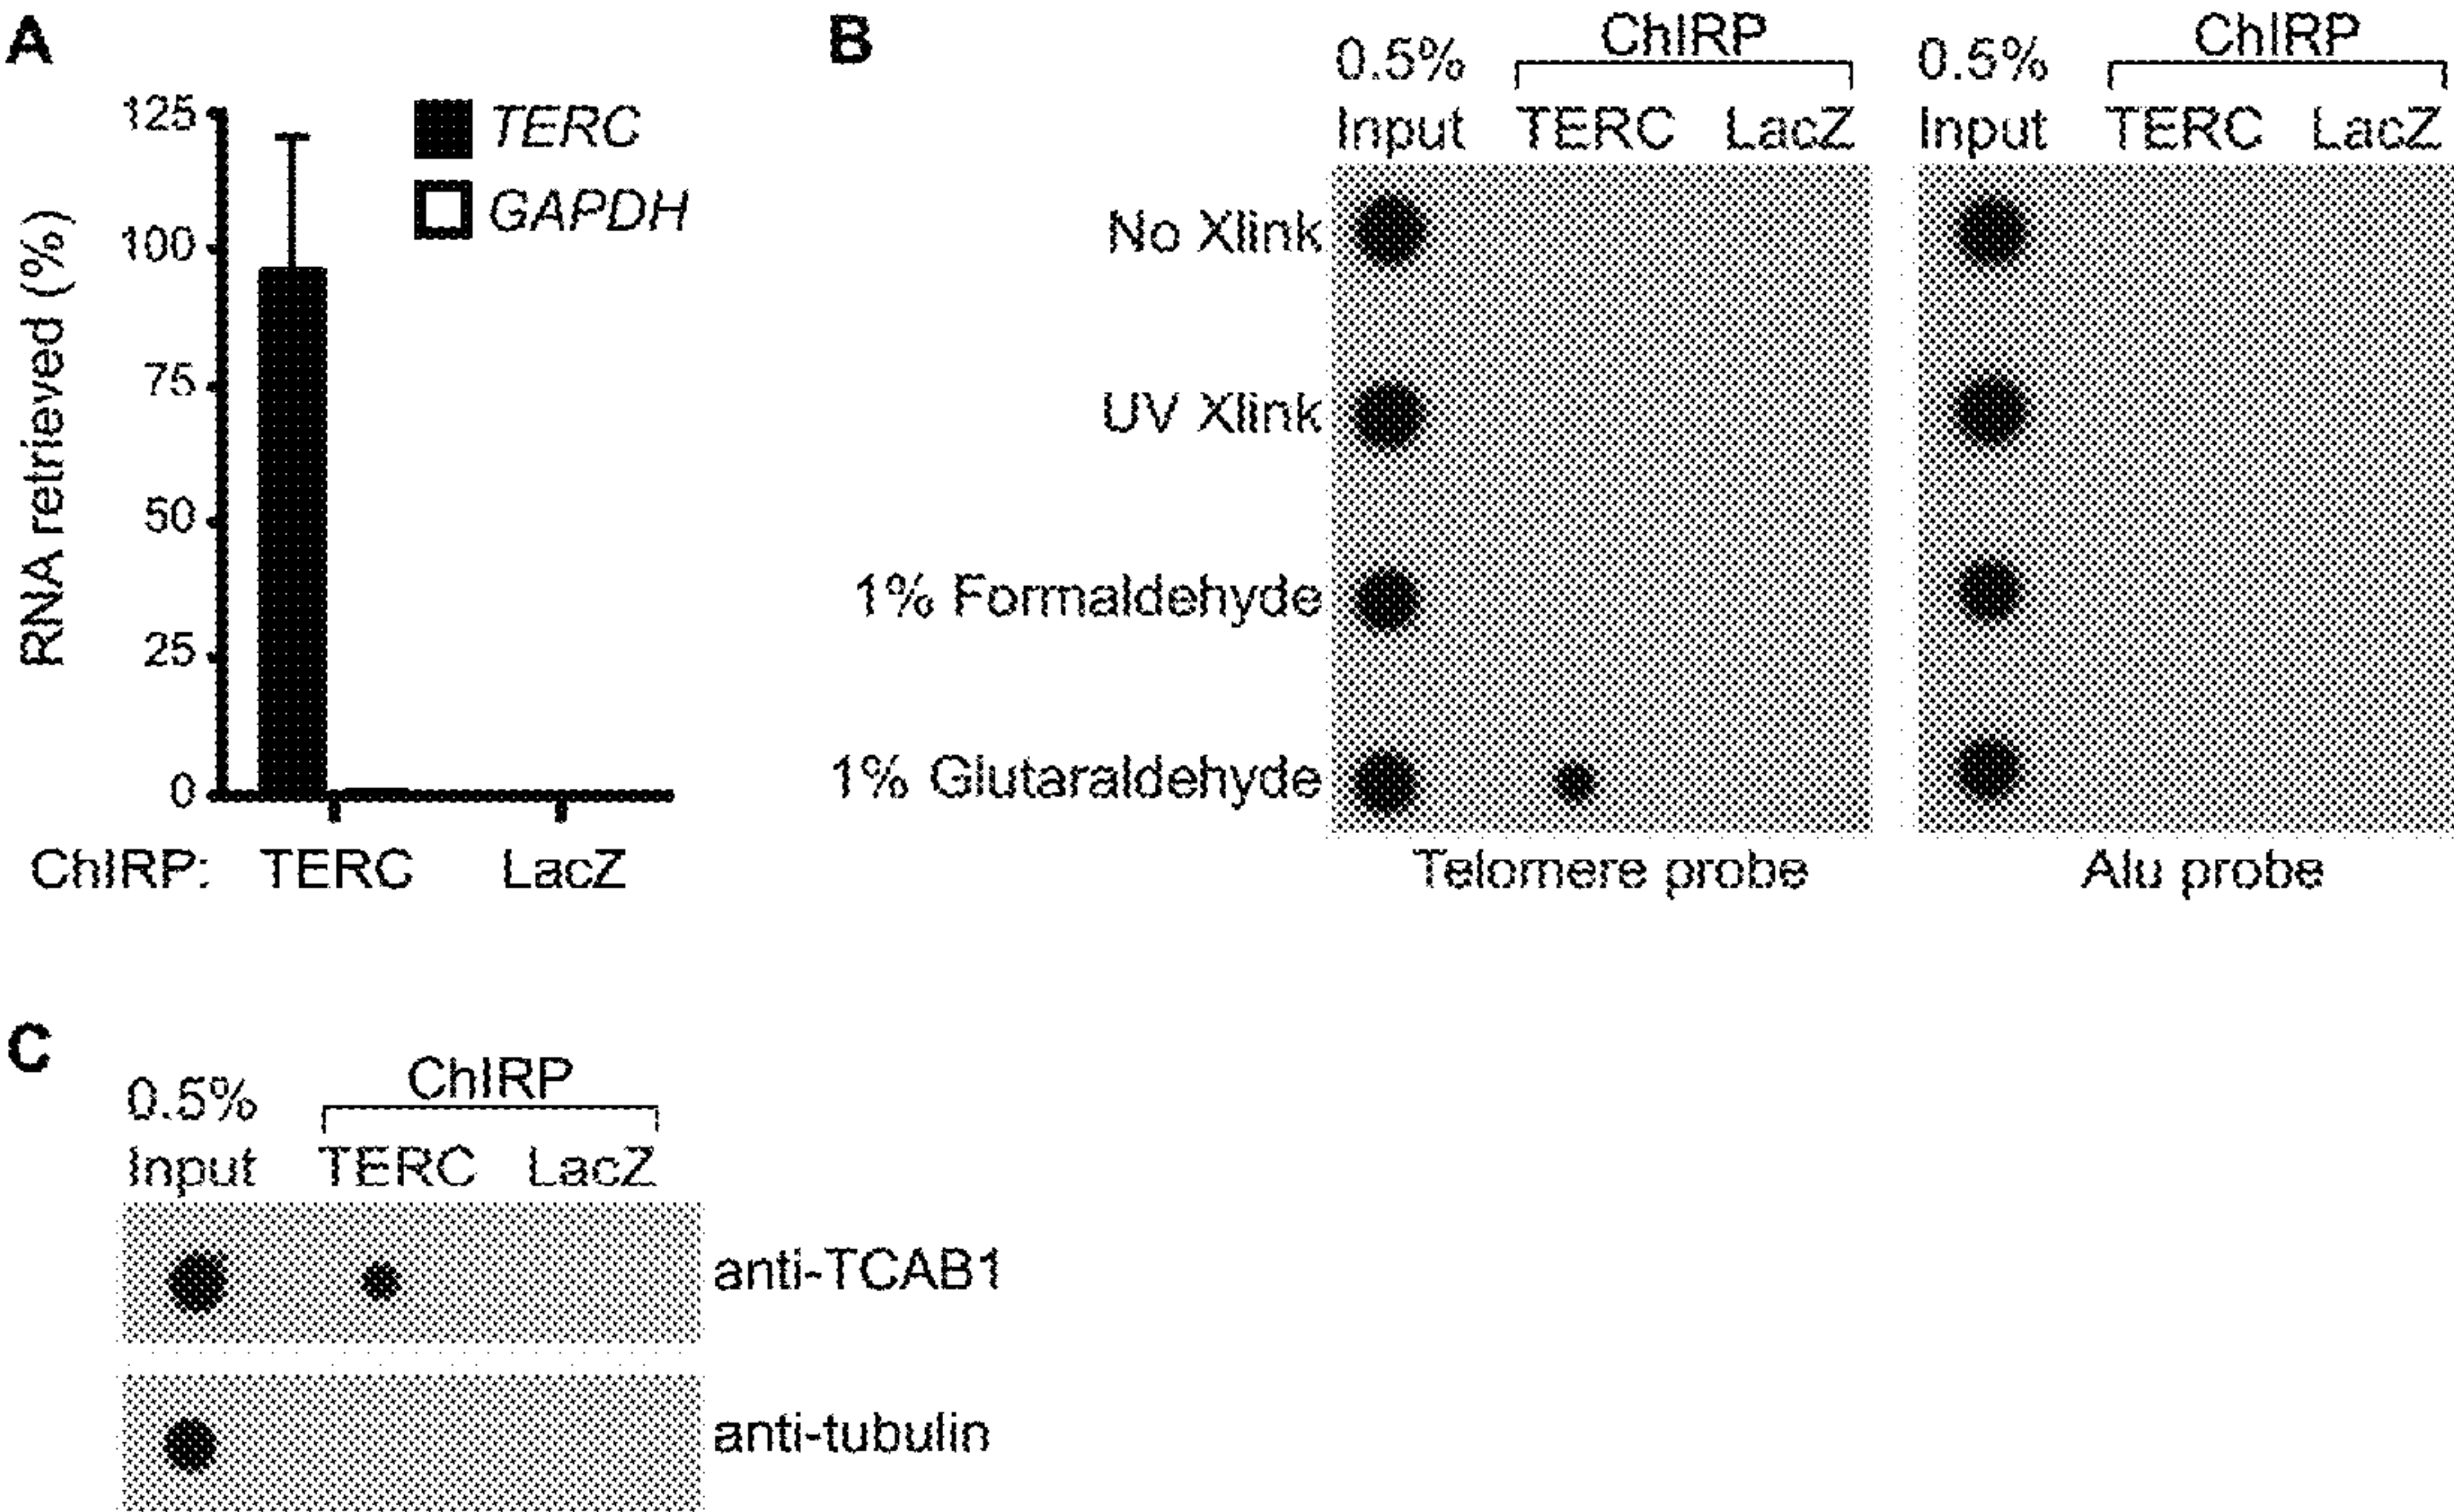 A
125
100
75
50
25
0
RNA retrieved (%)
TERC
GAPDH
ChIRP: TERC LacZ
B
0.5% ChIRP 0.5% ChIRP
Input TERC LacZ Input TERC LacZ
No Xlink
UV Xlink
1% Formaldehyde
1% Glutaraldehyde
Telomere probe Alu probe
C
0.5% ChIRP
Input TERC LacZ
anti-TCAB1
anti-tubulin